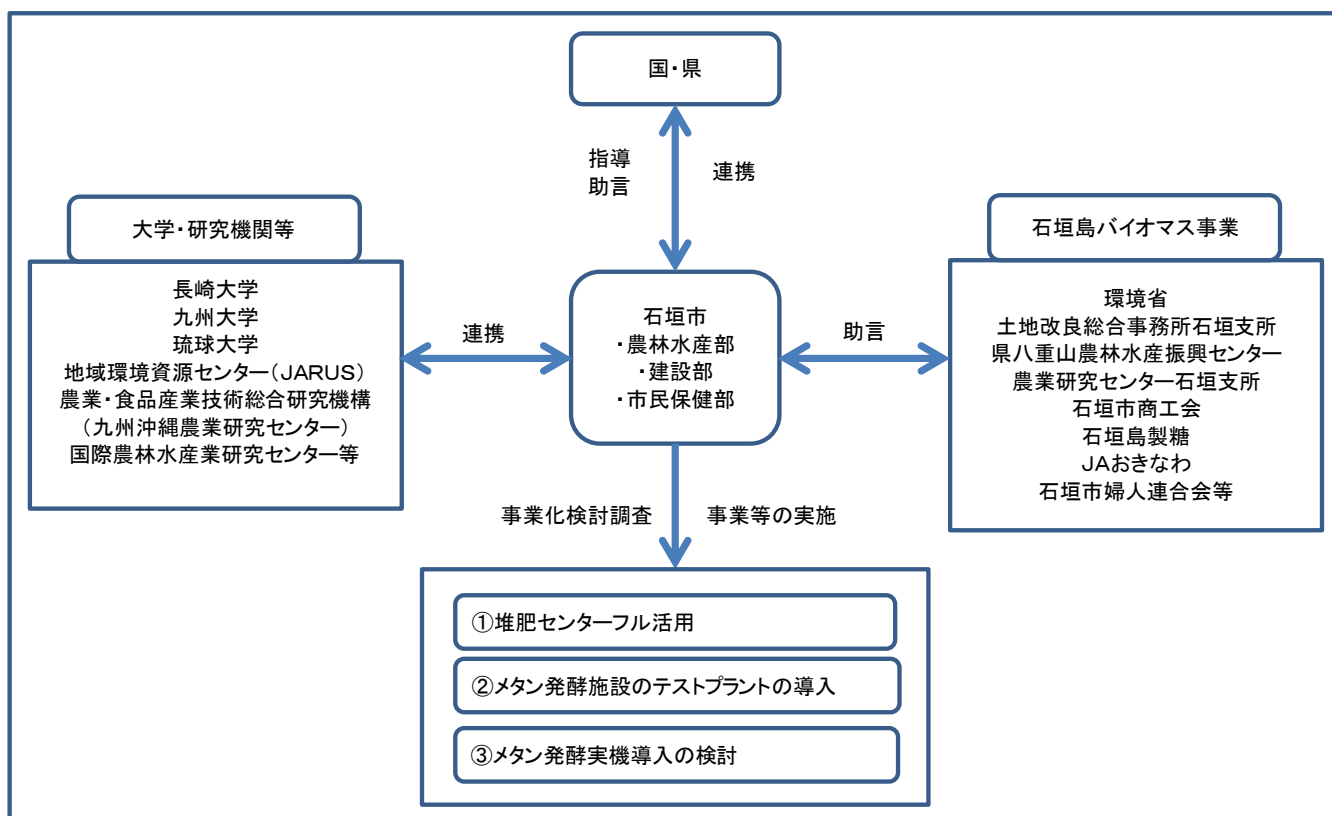 国・県
指導
助言
連携
大学・研究機関等
長崎大学
九州大学
琉球大学
地域環境資源センター（JARUS）
農業・食品産業技術総合研究機構
（九州沖縄農業研究センター）
国際農林水産業研究センター等
連携
石垣市
・農林水産部
・建設部
・市民保健部
助言
石垣島バイオマス事業
環境省
土地改良総合事務所石垣支所
県八重山農林水産振興センター
農業研究センター石垣支所
石垣市商工会
石垣島製糖
JAおきなわ
石垣市婦人連合会等
事業化検討調査
事業等の実施
①堆肥センターフル活用
②メタン発酵施設のテストプラントの導入
③メタン発酵実機導入の検討